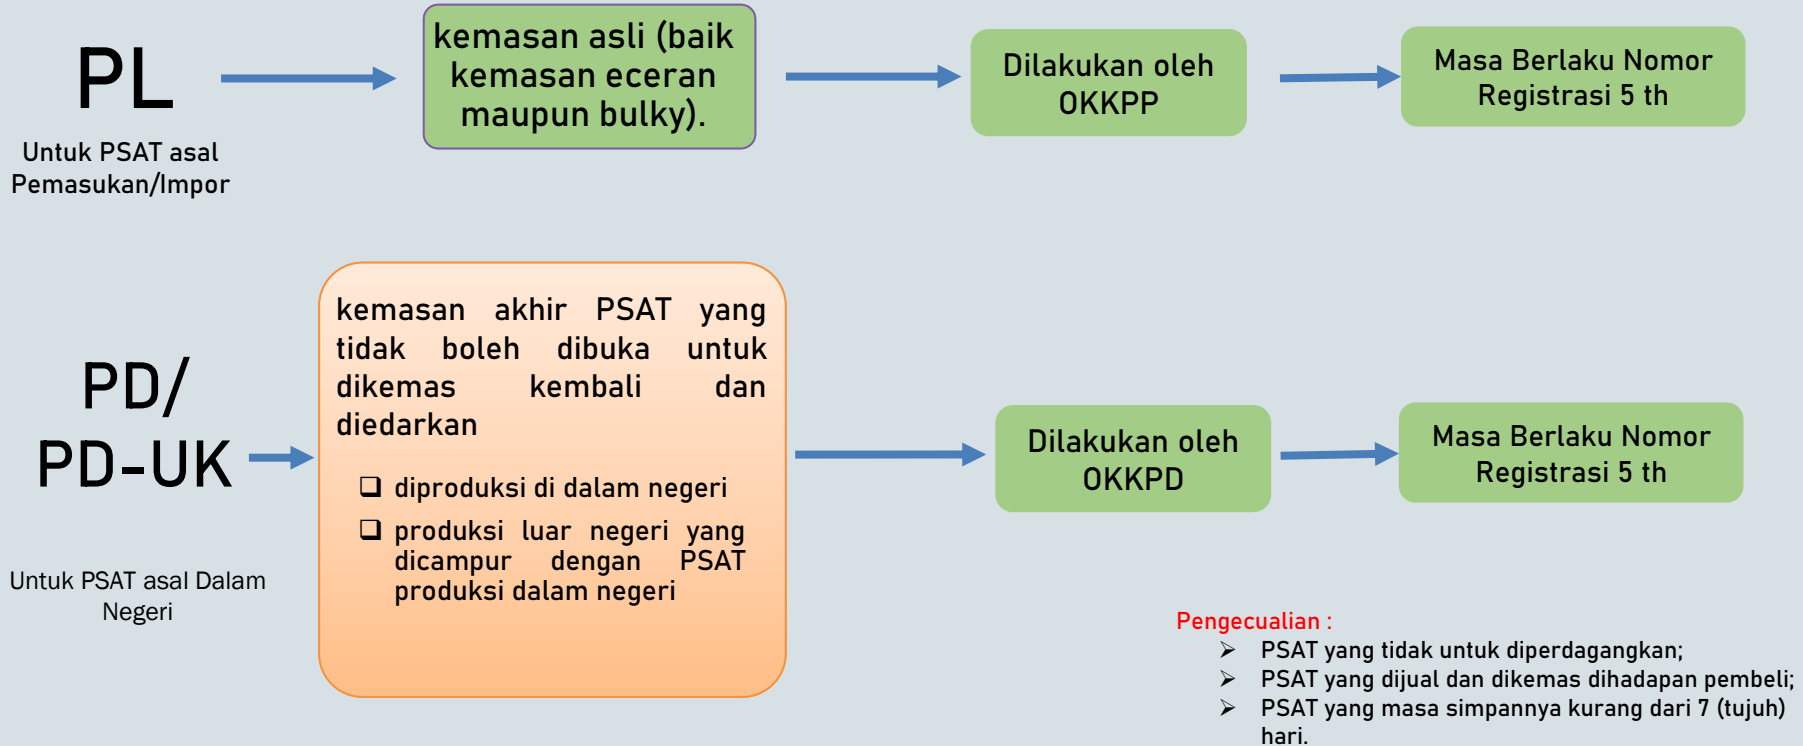 PL
Untuk PSAT asal
Pemasukan/Impor
kemasan asli (baik
kemasan eceran
maupun bulky).
Dilakukan oleh
OKKPP
Masa Berlaku Nomor
Registrasi 5 th
PD/
PD-UK
Untuk PSAT asal Dalam
Negeri
kemasan akhir PSAT yang
tidak boleh dibuka untuk
dikemas kembali dan
diedarkan
❑ diproduksi di dalam negeri
❑ produksi luar negeri yang
dicampur dengan PSAT
produksi dalam negeri
Dilakukan oleh
OKKPD
Masa Berlaku Nomor
Registrasi 5 th
Pengecualian :
➢ PSAT yang tidak untuk diperdagangkan;
➢ PSAT yang dijual dan dikemas dihadapan pembeli;
➢ PSAT yang masa simpannya kurang dari 7 (tujuh)
hari.